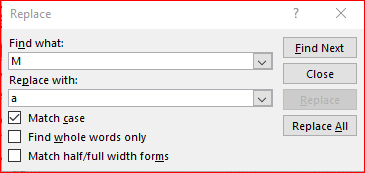 Replace
? ×
Find what:
M
Find Next
Close
Replace with:
a
Replace
Match case
Replace All
Find whole words only
Match half/full width forms